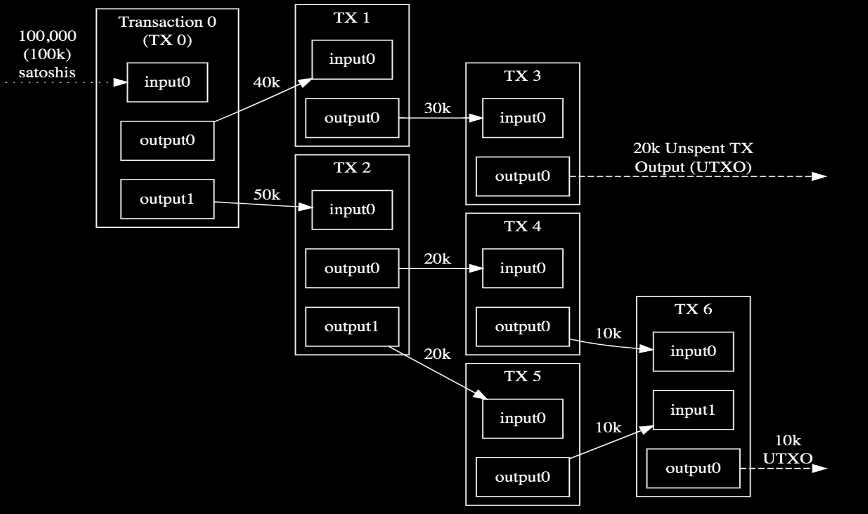 100,000
(100k)
satoshis
Transaction 0
(TX 0)
input0
output0
output1
40k
50k
TX 1
input0
output0
30k
TX 2
input0
output0
output1
20k
20k
TX 3
input0
output0
20k Unspent TX
Output (UTXO)
TX 4
input0
output0
10k
TX 5
input0
output0
10k
TX 6
input0
input1
output0
10k
UTXO